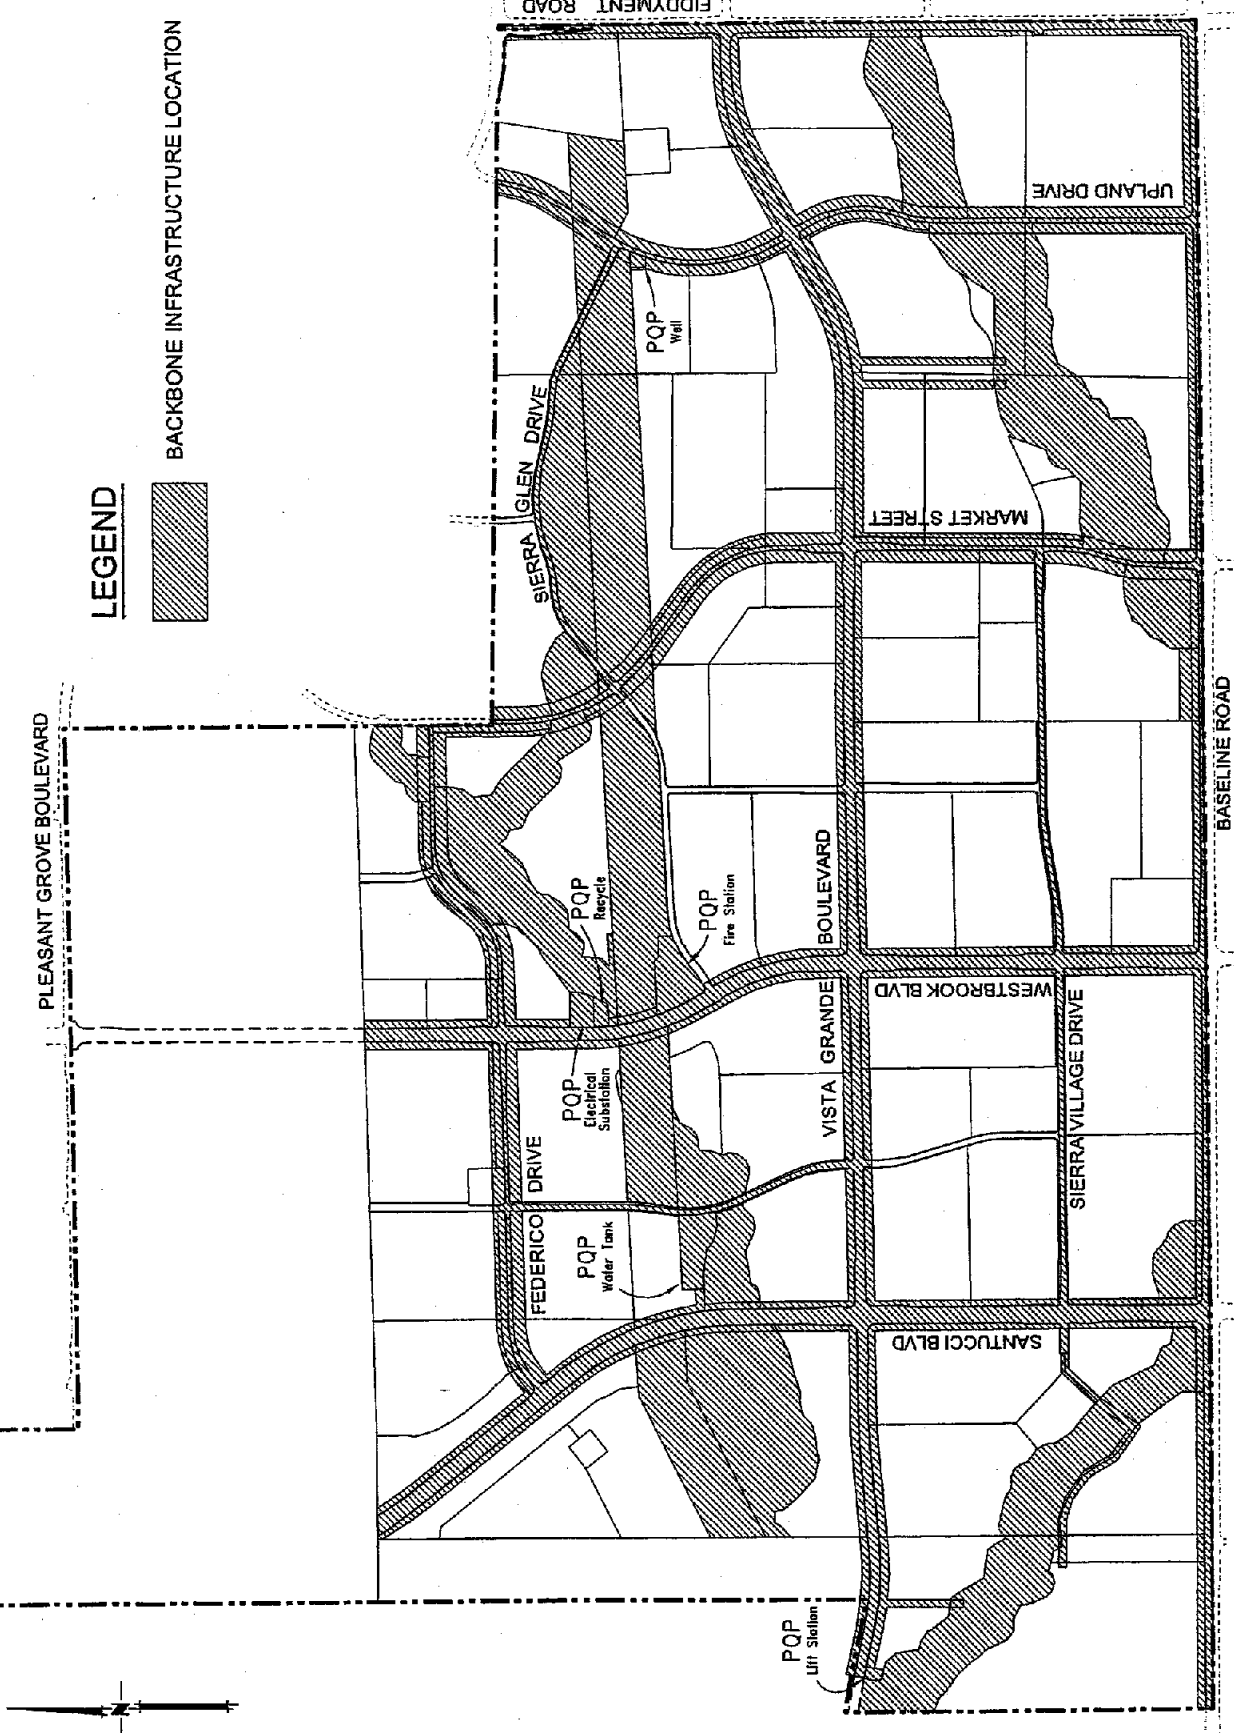 LEGEND
BACKBONE INFRASTRUCTURE LOCATION
N
PLEASANT GROVE BOULEVARD
FIDDYMENT ROAD
SIERRA GLEN DRIVE
UPLAND DRIVE
PQP
Well
MARKET STREET
PQP
Recycle
PQP
Fire Station
PQP
Electrical
Substation
FEDERICO DRIVE
PQP
Water Tank
VISTA GRANDE BOULEVARD
WESTBROOK BLVD
SIERRA VILLAGE DRIVE
SANTUCCI BLVD
PQP
Lift Station
BASELINE ROAD